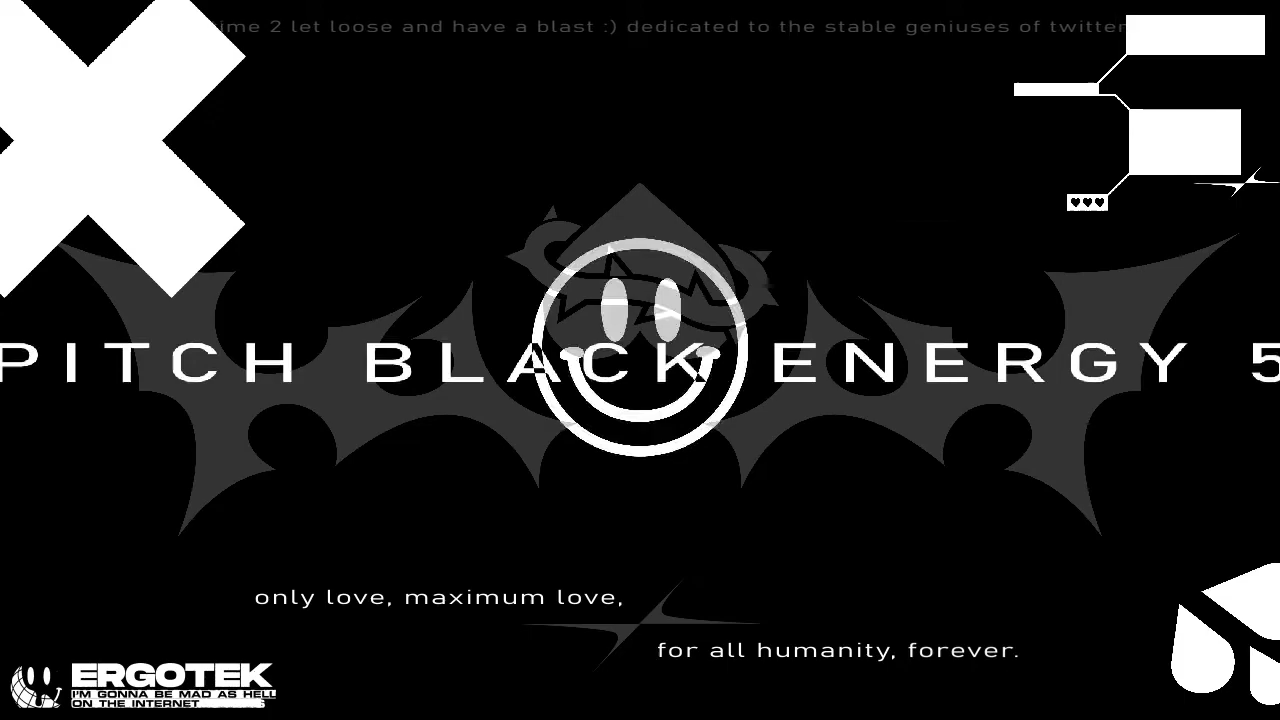 ime 2 let loose and have a blast :) dedicated to the stable geniuses of twitter
PITCH BLACK ENERGY 5
only love, maximum love,
for all humanity, forever.
ERGOTEK
I'M GONNA BE MAD AS HELL
ON THE INTERNET